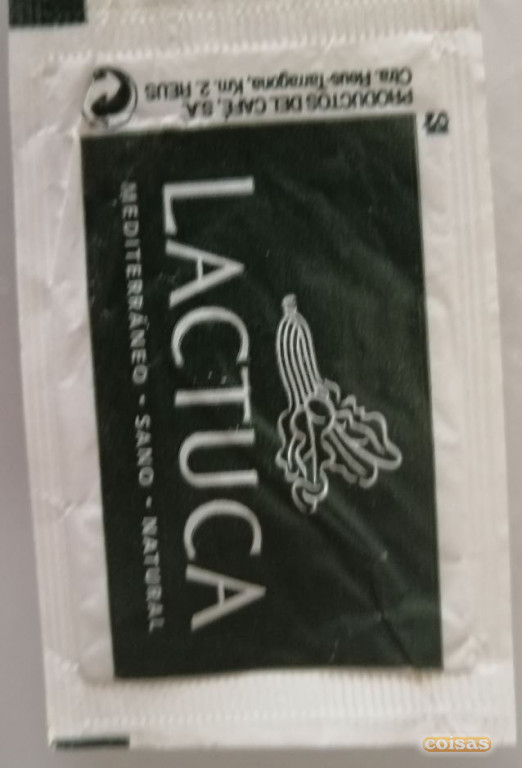 PRODUCTOS DEL CAFÉ, S.A.
Ctra. Reus-Tarragona, Km. 2. REUS
LACTUCA
MEDITERRÁNEO - SANO - NATURAL
coisas